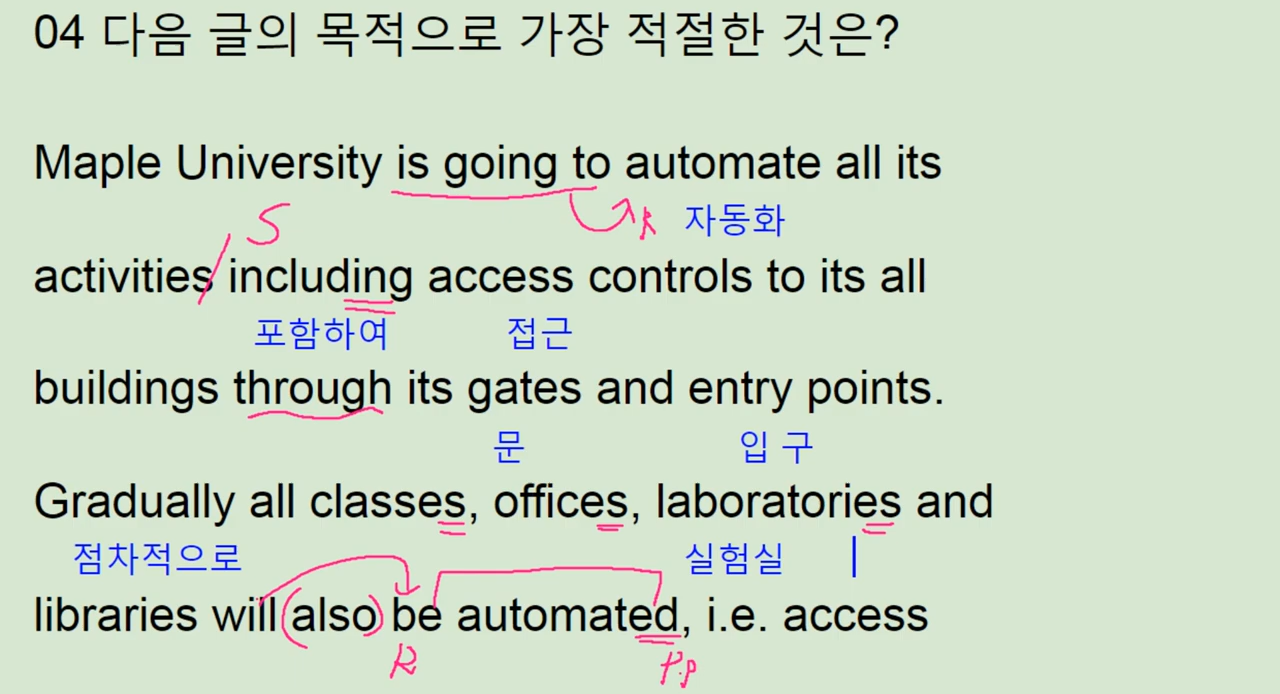 04 다음 글의 목적으로 가장 적절한 것은?
Maple University is going to automate all its
S
R 자동화
activities / including access controls to its all
포함하여 접근
buildings through its gates and entry points.
문 입 구
Gradually all classes, offices, laboratories and
점차적으로 실험실
libraries will (also) be automated, i.e. access
R P.P